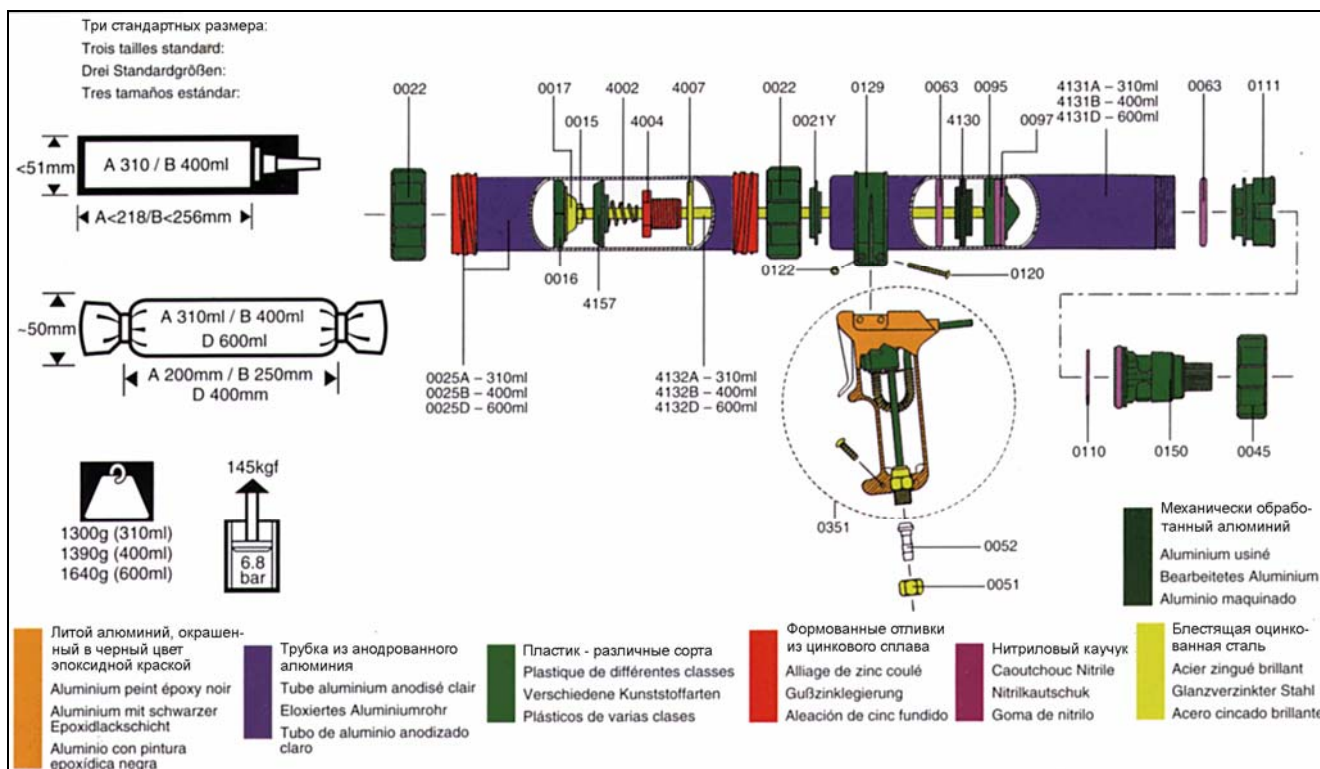 Три стандартных размера:
Trois tailles standard:
Drei Standardgrößen:
Tres tamaños estándar:
<51mm
A 310 / B 400ml
A<218/B<256mm
~50mm
A 310ml / B 400ml
D 600ml
A 200mm / B 250mm
D 400mm
1300g (310ml)
1390g (400ml)
1640g (600ml)
145kgf
6.8
bar
0022
0017
0015
4002
4004
4007
0022
0021Y
0129
0063
4130
0095
0097
4131A – 310ml
4131B – 400ml
4131D – 600ml
0063
0111
0016
4157
0122
0120
0025A – 310ml
0025B – 400ml
0025D – 600ml
4132A – 310ml
4132B – 400ml
4132D – 600ml
0110
0150
0045
0351
0052
0051
Механически обрабо-
танный алюминий
Aluminium usiné
Bearbeitetes Aluminium
Aluminio maquinado
Литой алюминий, окрашен-
ный в черный цвет
эпоксидной краской
Aluminium peint époxy noir
Aluminium mit schwarzer
Epoxidlackschicht
Aluminio con pintura
epoxídica negra
Трубка из анодрованного
алюминия
Tube aluminium anodisé clair
Eloxiertes Aluminiumrohr
Tubo de aluminio anodizado
claro
Пластик - различные сорта
Plastique de différentes classes
Verschiedene Kunststoffarten
Plásticos de varias clases
Формованные отливки
из цинкового сплава
Alliage de zinc coulé
Gußzinklegierung
Aleación de cinc fundido
Нитриловый каучук
Caoutchouc Nitrile
Nitrilkautschuk
Goma de nitrilo
Блестящая оцинко-
ванная сталь
Acier zingué brillant
Glanzverzinkter Stahl
Acero cincado brillante